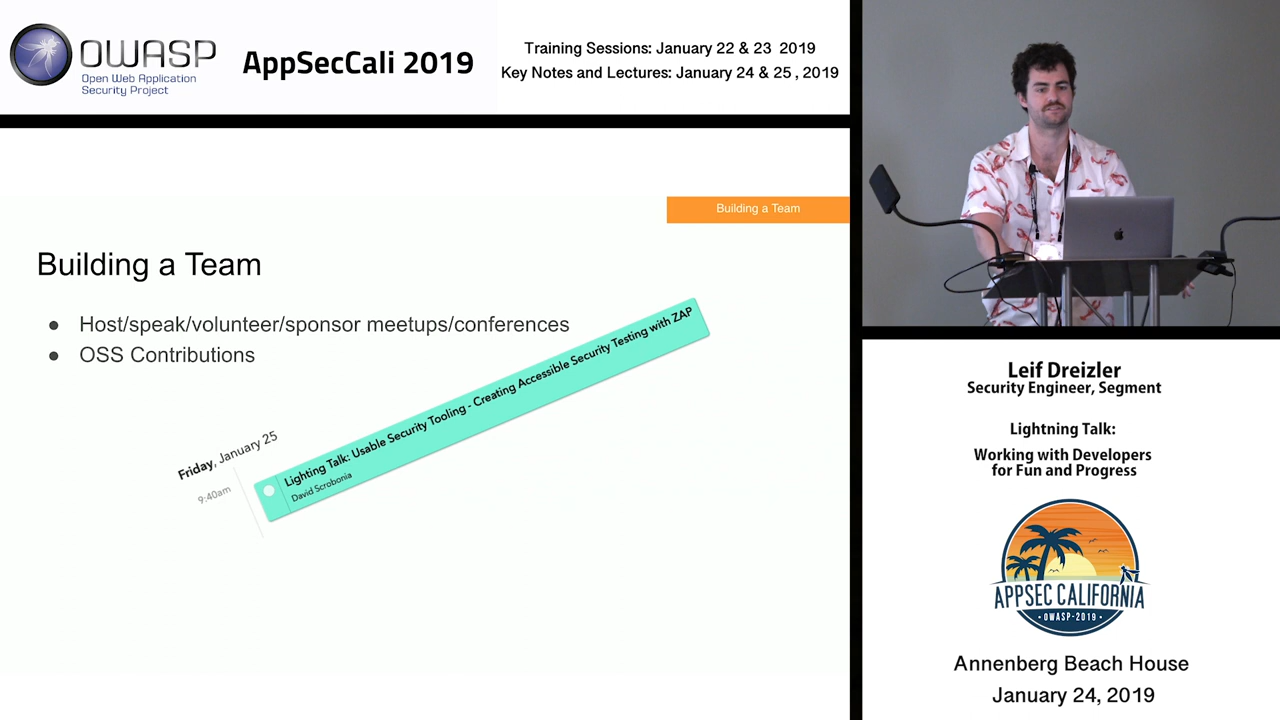 OWASP
Open Web Application
Security Project
AppSecCali 2019
Training Sessions: January 22 & 23 2019
Key Notes and Lectures: January 24 & 25 , 2019
Building a Team
Building a Team
● Host/speak/volunteer/sponsor meetups/conferences
● OSS Contributions
Friday, January 25
9:40am
Lighting Talk: Usable Security Tooling - Creating Accessible Security Testing with ZAP
David Scrobonia
Leif Dreizler
Security Engineer, Segment
Lightning Talk:
Working with Developers
for Fun and Progress
APPSEC CALIFORNIA
• OWASP-2019 •
Annenberg Beach House
January 24, 2019